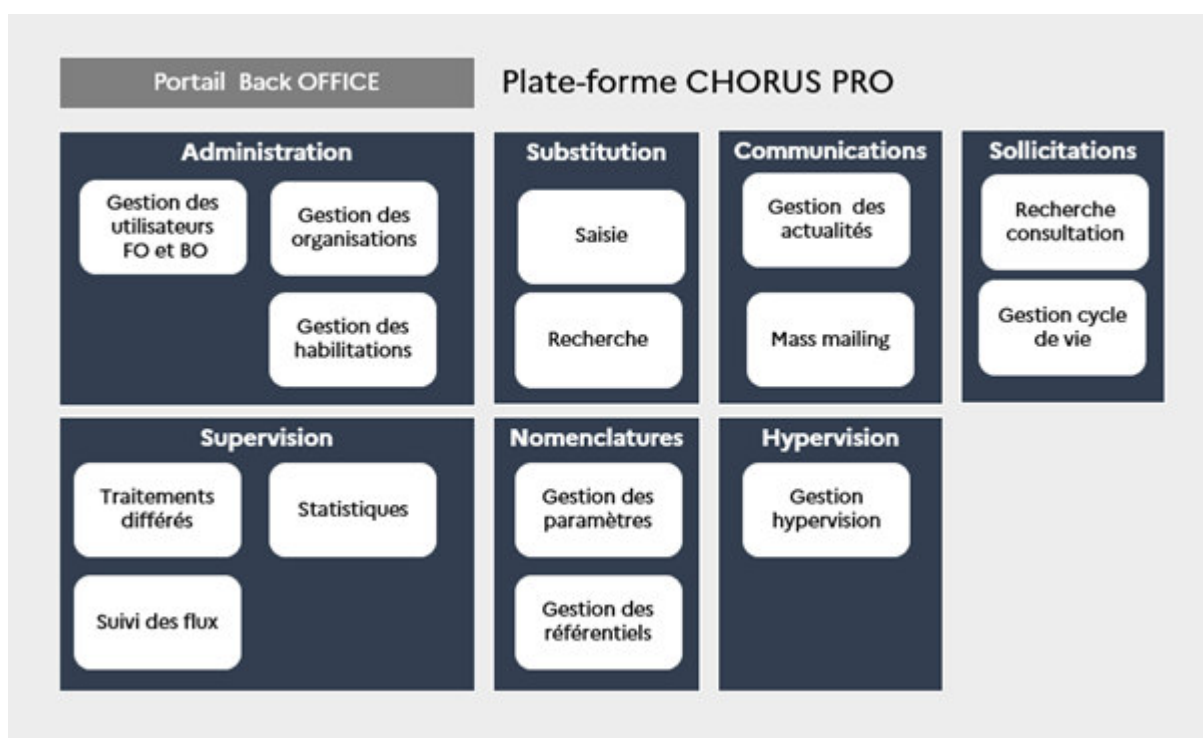 Portail Back OFFICE
Plate-forme CHORUS PRO
Administration
Gestion des
utilisateurs
FO et BO
Gestion des
organisations
Gestion des
habilitations
Substitution
Saisie
Recherche
Communications
Gestion des
actualités
Mass mailing
Sollicitations
Recherche
consultation
Gestion cycle
de vie
Supervision
Traitements
différés
Statistiques
Suivi des flux
Nomenclatures
Gestion des
paramètres
Gestion des
référentiels
Hypervision
Gestion
hypervision